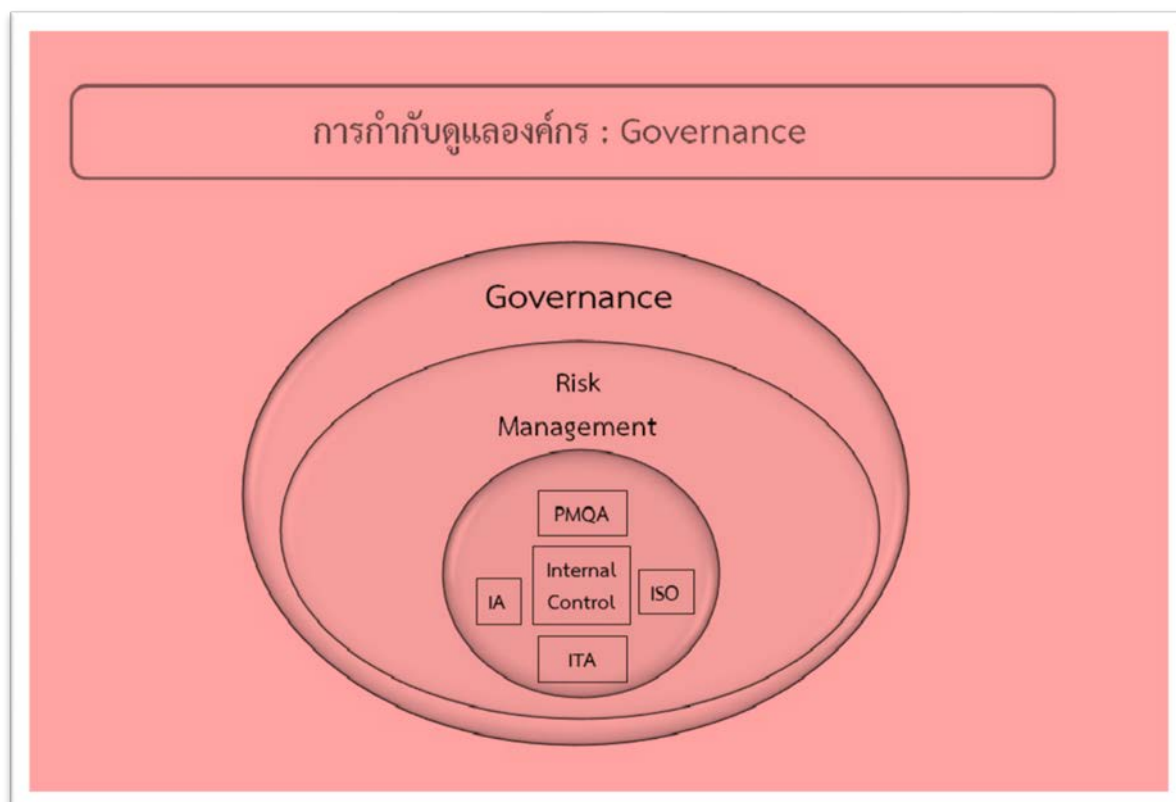 การกำกับดูแลองค์กร : Governance
Governance
Risk
Management
PMQA
Internal
Control
IA
ISO
ITA